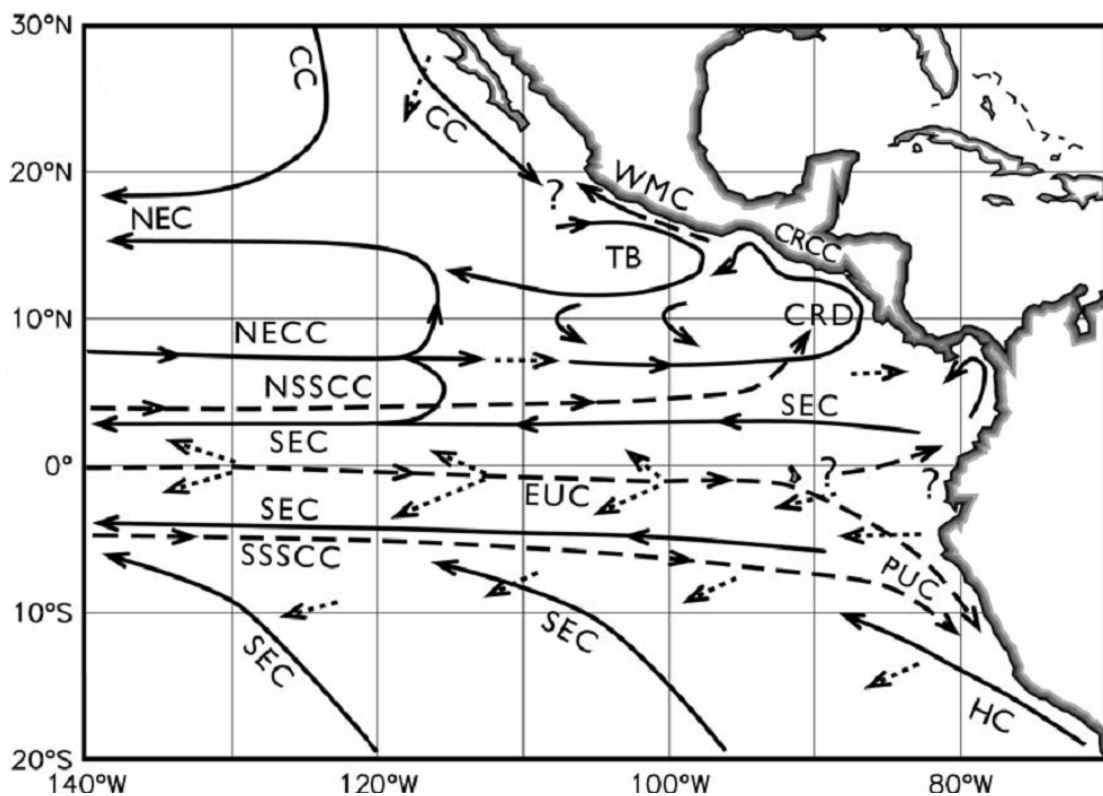 30°N
CC
CC
20°N
?
WMC
NEC
CRCC
TB
10°N
CRD
NECC
NSSCC
SEC
SEC
0°
?
?
EUC
SEC
SSSCC
PUC
10°S
SEC
SEC
HC
20°S
140°W
120°W
100°W
80°W